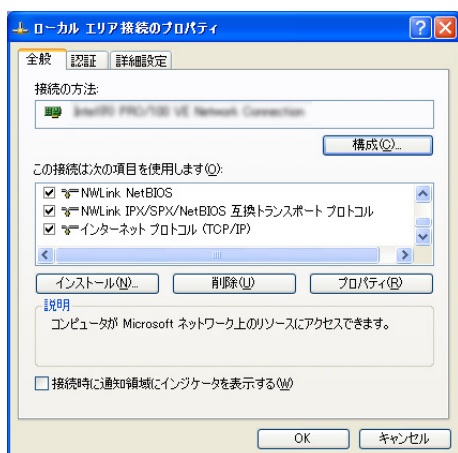 ローカル エリア接続のプロパティ
全般 認証 詳細設定
接続の方法:
構成(C)...
この接続は次の項目を使用します(O):
NWLink NetBIOS
NWLink IPX/SPX/NetBIOS 互換トランスポート プロトコル
インターネット プロトコル (TCP/IP)
インストール(N)... 削除(U) プロパティ(R)
説明
コンピュータが Microsoft ネットワーク上のリソースにアクセスできます。
接続時に通知領域にインジケータを表示する(W)
OK キャンセル